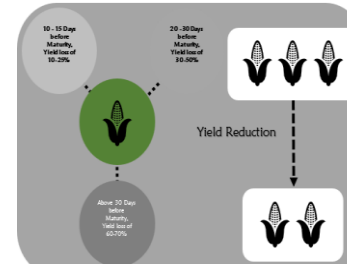 10 - 15 Days
before
Maturity,
Yield loss of
10-25%
20 - 30 Days
before
Maturity,
Yield loss of
30-50%
Yield Reduction
Above 30 Days
before
Maturity,
Yield loss of
60-70%